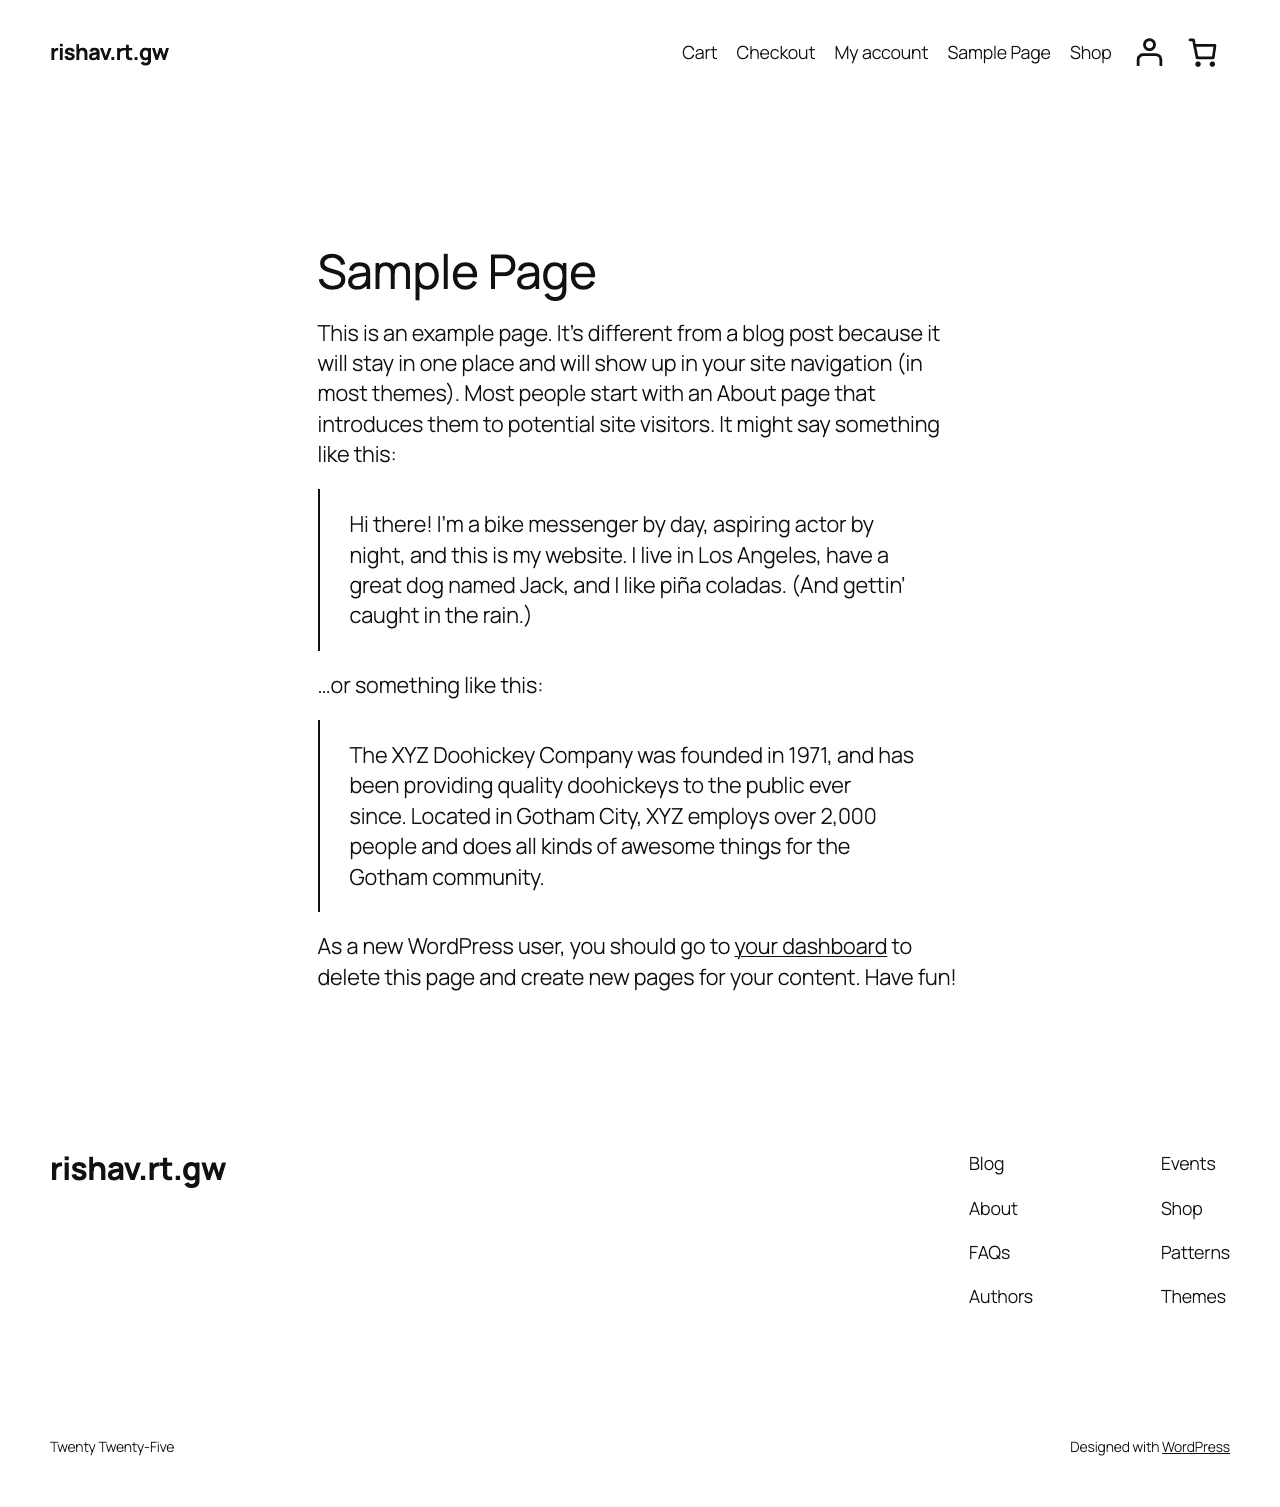 rishav.rt.gw
Cart Checkout My account Sample Page Shop
Sample Page
This is an example page. It’s different from a blog post because it
will stay in one place and will show up in your site navigation (in
most themes). Most people start with an About page that
introduces them to potential site visitors. It might say something
like this:
Hi there! I’m a bike messenger by day, aspiring actor by
night, and this is my website. I live in Los Angeles, have a
great dog named Jack, and I like piña coladas. (And gettin’
caught in the rain.)
…or something like this:
The XYZ Doohickey Company was founded in 1971, and has
been providing quality doohickeys to the public ever
since. Located in Gotham City, XYZ employs over 2,000
people and does all kinds of awesome things for the
Gotham community.
As a new WordPress user, you should go to your dashboard to
delete this page and create new pages for your content. Have fun!
rishav.rt.gw
Blog
About
FAQs
Authors
Events
Shop
Patterns
Themes
Twenty Twenty-Five
Designed with WordPress